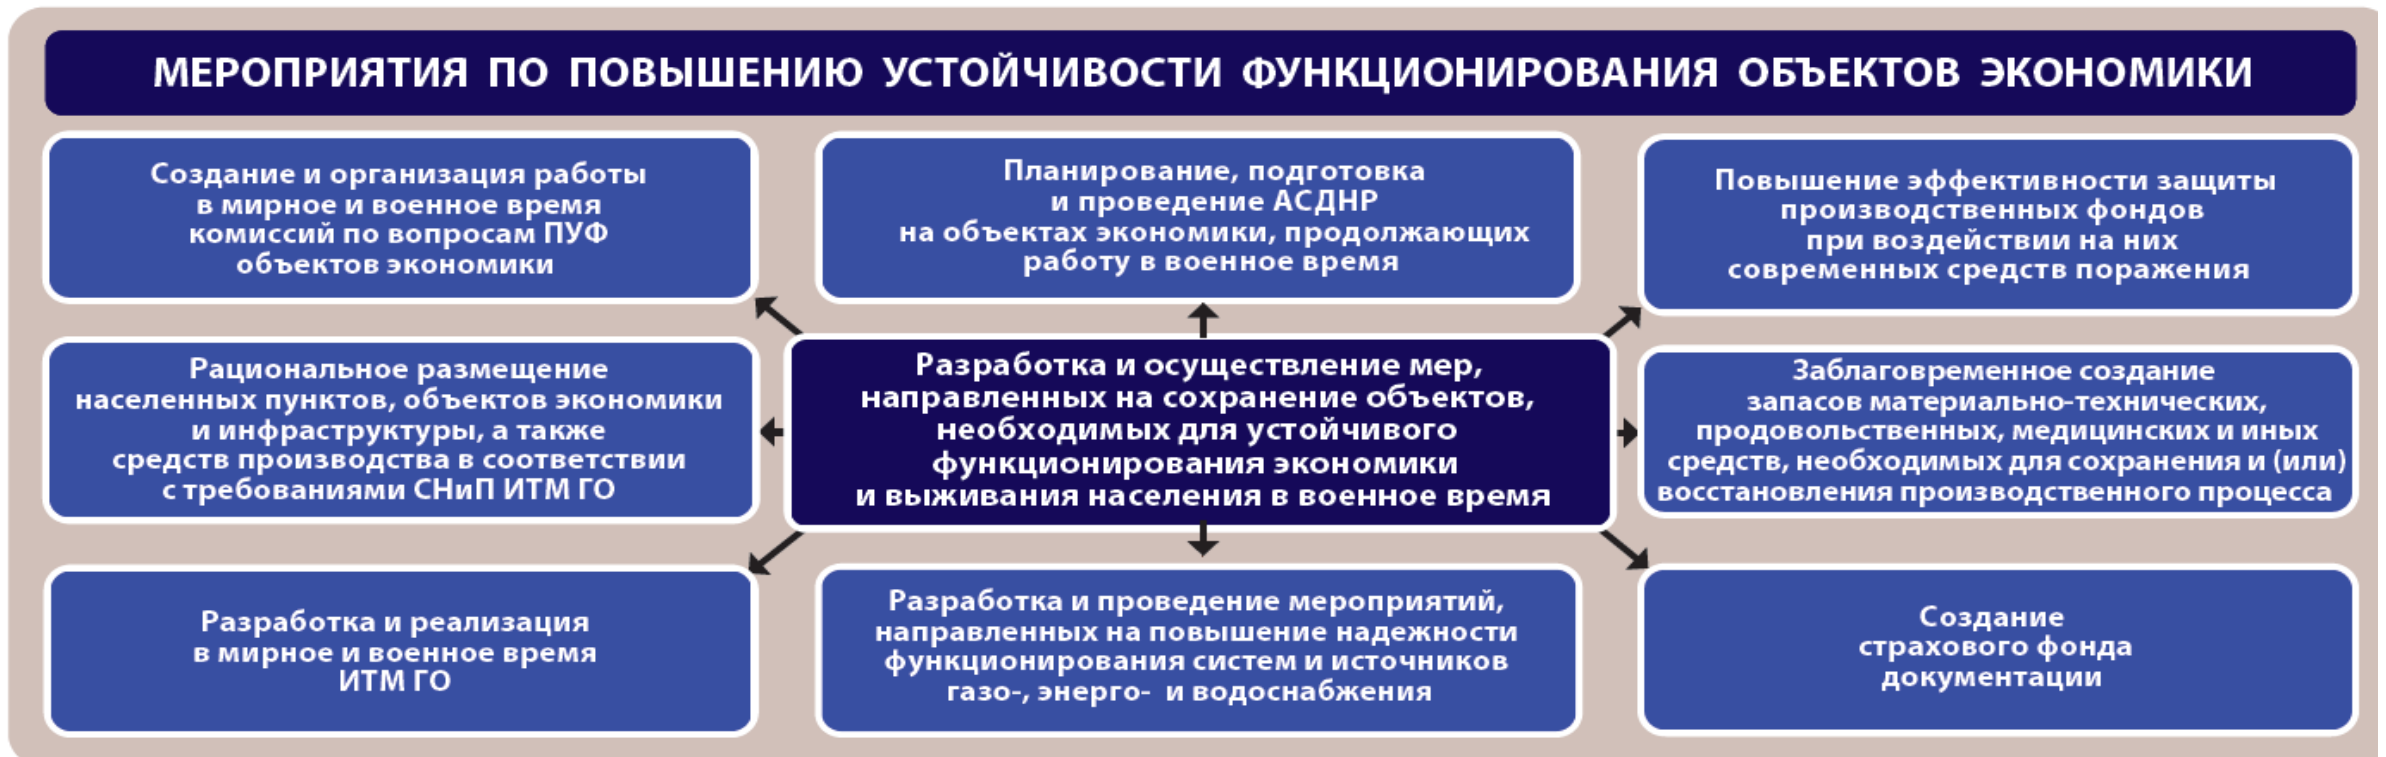 МЕРОПРИЯТИЯ ПО ПОВЫШЕНИЮ УСТОЙЧИВОСТИ ФУНКЦИОНИРОВАНИЯ ОБЪЕКТОВ ЭКОНОМИКИ
Создание и организация работы
в мирное и военное время
комиссий по вопросам ПУФ
объектов экономики
Планирование, подготовка
и проведение АСДНР
на объектах экономики, продолжающих
работу в военное время
Повышение эффективности защиты
производственных фондов
при воздействии на них
современных средств поражения
Рациональное размещение
населенных пунктов, объектов экономики
и инфраструктуры, а также
средств производства в соответствии
с требованиями СНиП ИТМ ГО
Разработка и осуществление мер,
направленных на сохранение объектов,
необходимых для устойчивого
функционирования экономики
и выживания населения в военное время
Заблаговременное создание
запасов материально-технических,
продовольственных, медицинских и иных
средств, необходимых для сохранения и (или)
восстановления производственного процесса
Разработка и реализация
в мирное и военное время
ИТМ ГО
Разработка и проведение мероприятий,
направленных на повышение надежности
функционирования систем и источников
газо-, энерго- и водоснабжения
Создание
страхового фонда
документации